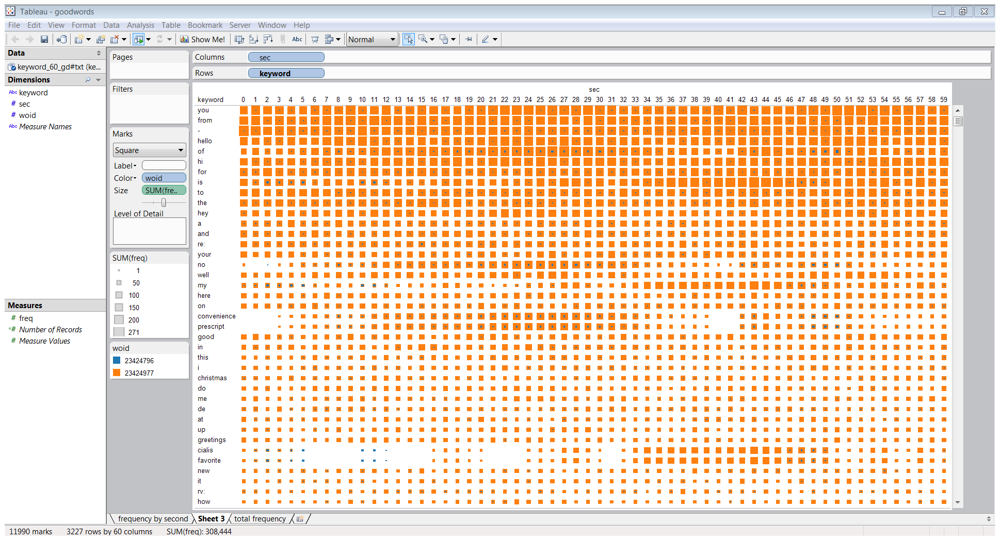 Tableau - goodwords
File Edit View Format Data Analysis Table Bookmark Server Window Help
Show Me! Abc Normal
Data
keyword_60_gd#txt (ke...
Dimensions
Abc keyword
# sec
# woid
Abc Measure Names
Measures
# freq
=# Number of Records
# Measure Values
Pages
Filters
Marks
Square
Label
Color woid
Size SUM(fre..
Level of Detail
SUM(freq)
1
50
100
150
200
271
woid
23424796
23424977
Columns sec
Rows keyword
sec
keyword 0 1 2 3 4 5 6 7 8 9 10 11 12 13 14 15 16 17 18 19 20 21 22 23 24 25 26 27 28 29 30 31 32 33 34 35 36 37 38 39 40 41 42 43 44 45 46 47 48 49 50 51 52 53 54 55 56 57 58 59
you
from
-
hello
of
hi
for
is
to
the
hey
a
and
re:
your
no
well
my
here
on
convenience
prescript
good
in
this
i
christmas
do
me
de
at
up
greetings
cialis
favorite
new
it
rv:
how
frequency by second Sheet 3 total frequency
11990 marks 3227 rows by 60 columns SUM(freq): 308,444